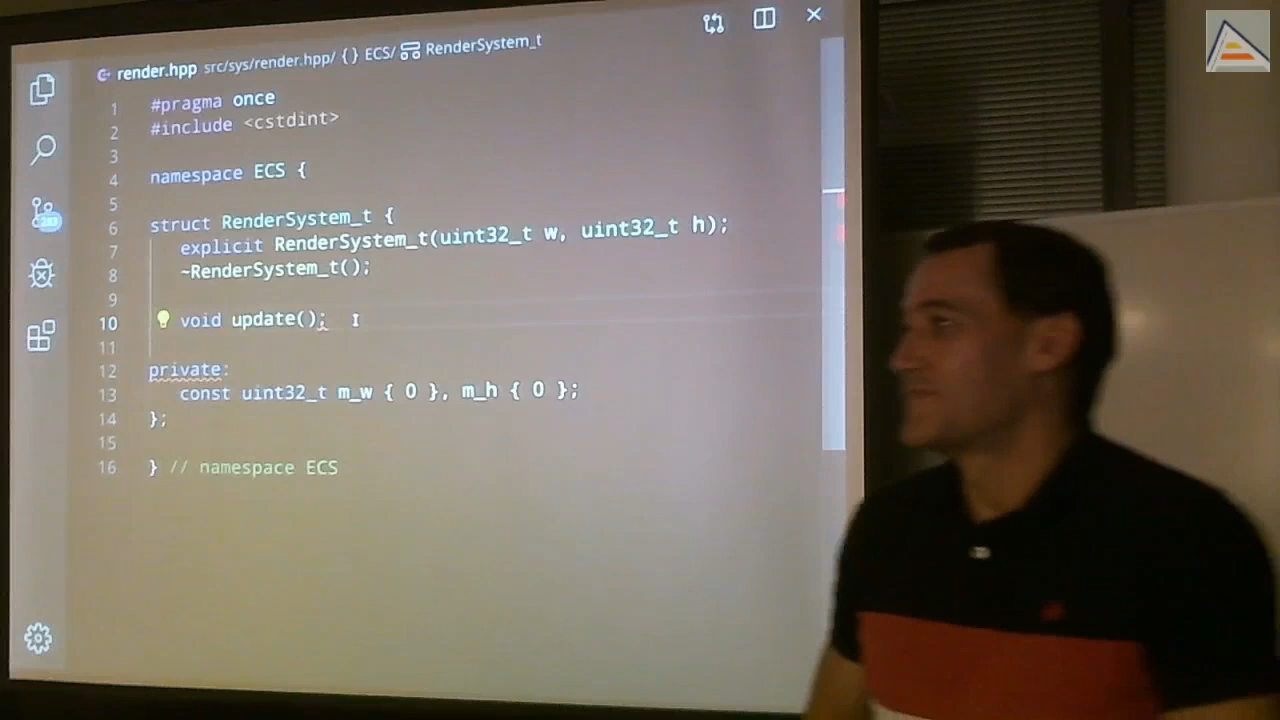 render.hpp src/sys/render.hpp/ {} ECS/ RenderSystem_t
1 #pragma once
2 #include <cstdint>
3
4 namespace ECS {
5
6 struct RenderSystem_t {
7 explicit RenderSystem_t(uint32_t w, uint32_t h);
8 ~RenderSystem_t();
9
10 void update();
11
12 private:
13 const uint32_t m_w { 0 }, m_h { 0 };
14 };
15
16 } // namespace ECS